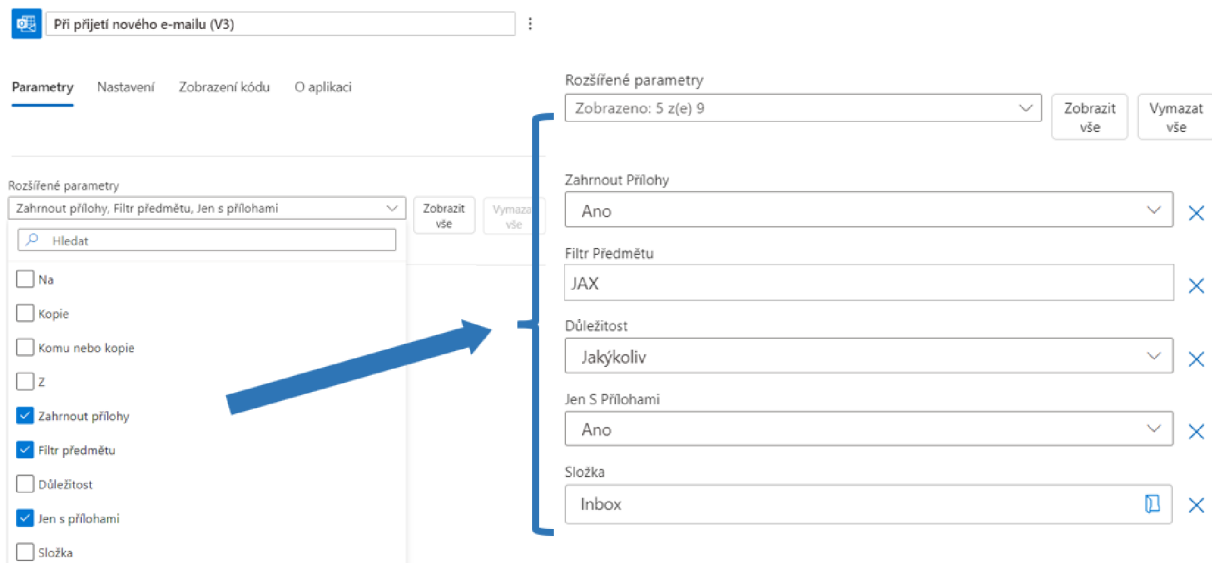 Při přijetí nového e-mailu (V3)
Parametry
Nastavení
Zobrazení kódu
O aplikaci
Rozšířené parametry
Zahrnout přílohy, Filtr předmětu, Jen s přílohami
Zobrazit
vše
Vymaza
vše
Hledat
Na
Kopie
Komu nebo kopie
Z
Zahrnout přílohy
Filtr předmětu
Důležitost
Jen s přílohami
Složka
Rozšířené parametry
Zobrazeno: 5 z(e) 9
Zobrazit
vše
Vymazat
vše
Zahrnout Přílohy
Ano
Filtr Předmětu
JAX
Důležitost
Jakýkoliv
Jen S Přílohami
Ano
Složka
Inbox